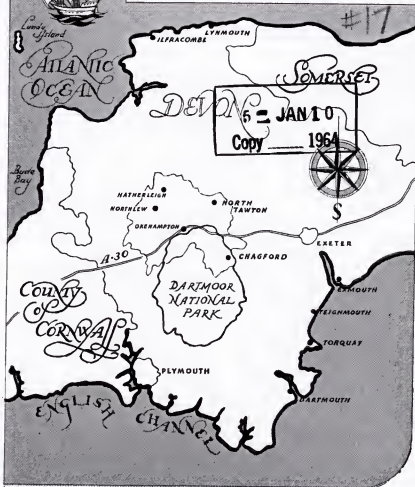 #17
Lundy Island
LYNMOUTH
ILFRACOMBE
ATLANTIC
OCEAN
SOMERSET
DEVON
5 = JAN 10
Copy 1964
Bude
Bay
HATHERLEIGH
NORTH
TAWTON
NORTHLEW
OKEHAMPTON
S
EXETER
A-30
CHAGFORD
COUNTY
of
CORNWALL
DARTMOOR
NATIONAL
PARK
EXMOUTH
TEIGNMOUTH
TORQUAY
PLYMOUTH
DARTMOUTH
ENGLISH CHANNEL